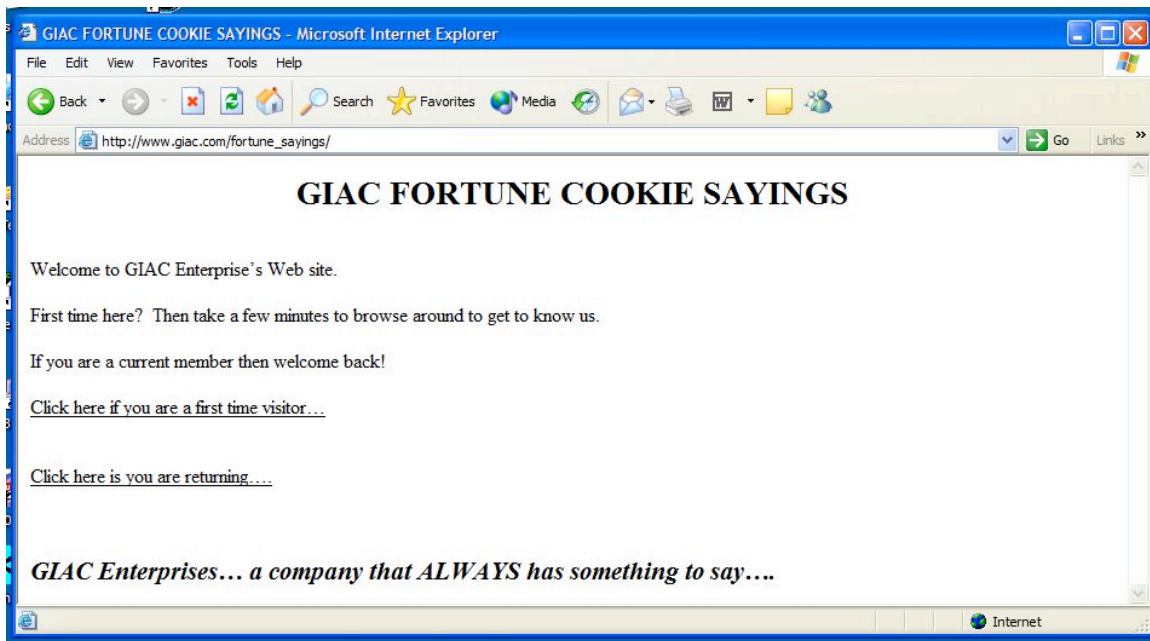 GIAC FORTUNE COOKIE SAYINGS - Microsoft Internet Explorer
File Edit View Favorites Tools Help
Back Search Favorites Media
Address http://www.giac.com/fortune_sayings/ Go Links »
GIAC FORTUNE COOKIE SAYINGS
Welcome to GIAC Enterprise’s Web site.
First time here? Then take a few minutes to browse around to get to know us.
If you are a current member then welcome back!
Click here if you are a first time visitor…
Click here is you are returning….
GIAC Enterprises… a company that ALWAYS has something to say….
Internet